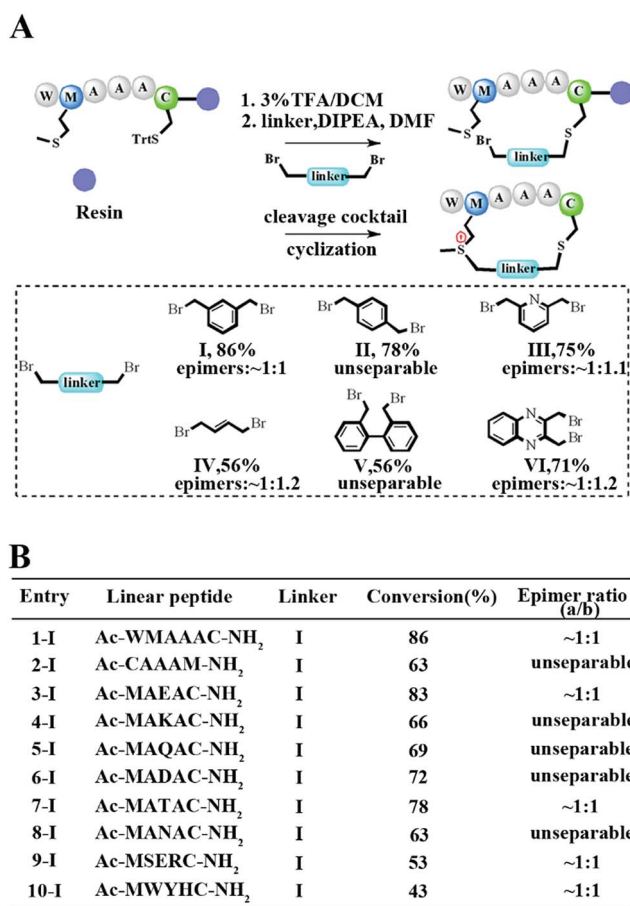 A
W M A A A C
S
TrtS
Resin
1. 3%TFA/DCM
2. linker,DIPEA, DMF
Br linker Br
W M A A A C
S
Br
S
linker
cleavage cocktail
cyclization
W M A A A C
S
S
linker
Br linker Br
Br Br
I, 86%
epimers:~1:1
Br
Br
II, 78%
unseparable
Br N Br
III,75%
epimers:~1:1.1
Br Br
IV,56%
epimers:~1:1.2
Br Br
V,56%
unseparable
N Br
N Br
VI,71%
epimers:~1:1.2
B
Entry Linear peptide Linker Conversion(%) Epimer ratio (a/b)
1-I Ac-WMAAAC-NH2 I 86 ~1:1
2-I Ac-CAAAM-NH2 I 63 unseparable
3-I Ac-MAEAC-NH2 I 83 ~1:1
4-I Ac-MAKAC-NH2 I 66 unseparable
5-I Ac-MAQAC-NH2 I 69 unseparable
6-I Ac-MADAC-NH2 I 72 unseparable
7-I Ac-MATAC-NH2 I 78 ~1:1
8-I Ac-MANAC-NH2 I 63 unseparable
9-I Ac-MSERC-NH2 I 53 ~1:1
10-I Ac-MWYHC-NH2 I 43 ~1:1